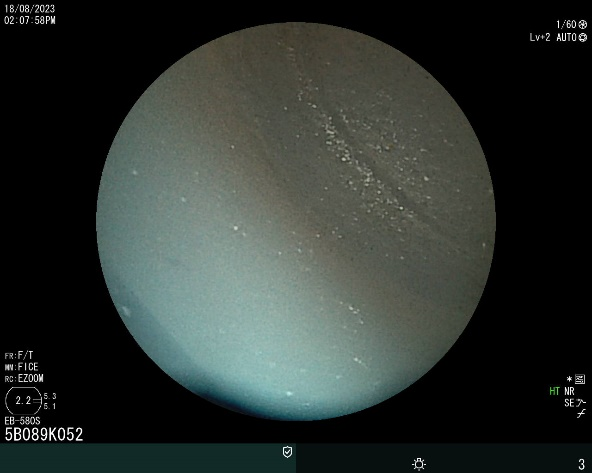 18/08/2023
02:07:58PM
1/60
Lv+2 AUTO
FR:F/T
MM:FICE
RC:EZOOM
2.2
5.3
5.1
EB-580S
5B089K052
HT NR
SE
3